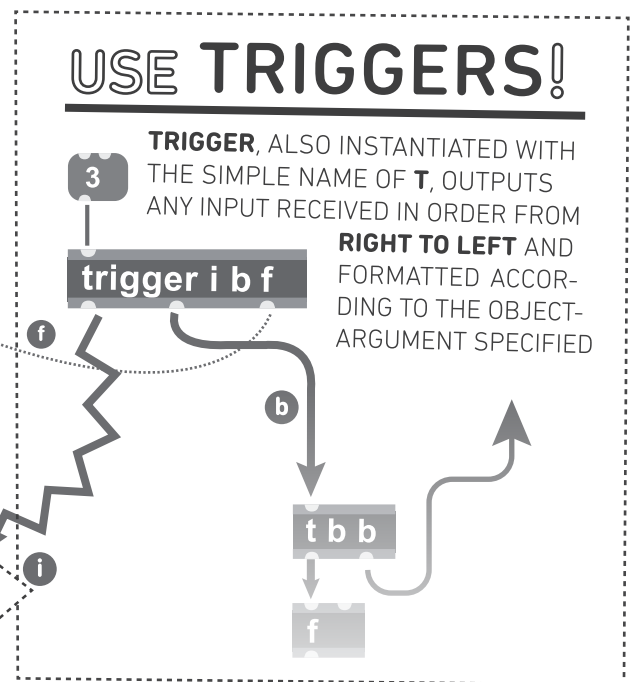 USE TRIGGERS!
TRIGGER, ALSO INSTANTIATED WITH
THE SIMPLE NAME OF T, OUTPUTS
ANY INPUT RECEIVED IN ORDER FROM
RIGHT TO LEFT AND
FORMATTED ACCOR-
DING TO THE OBJECT-
ARGUMENT SPECIFIED
3
trigger i b f
f
b
t b b
i
f